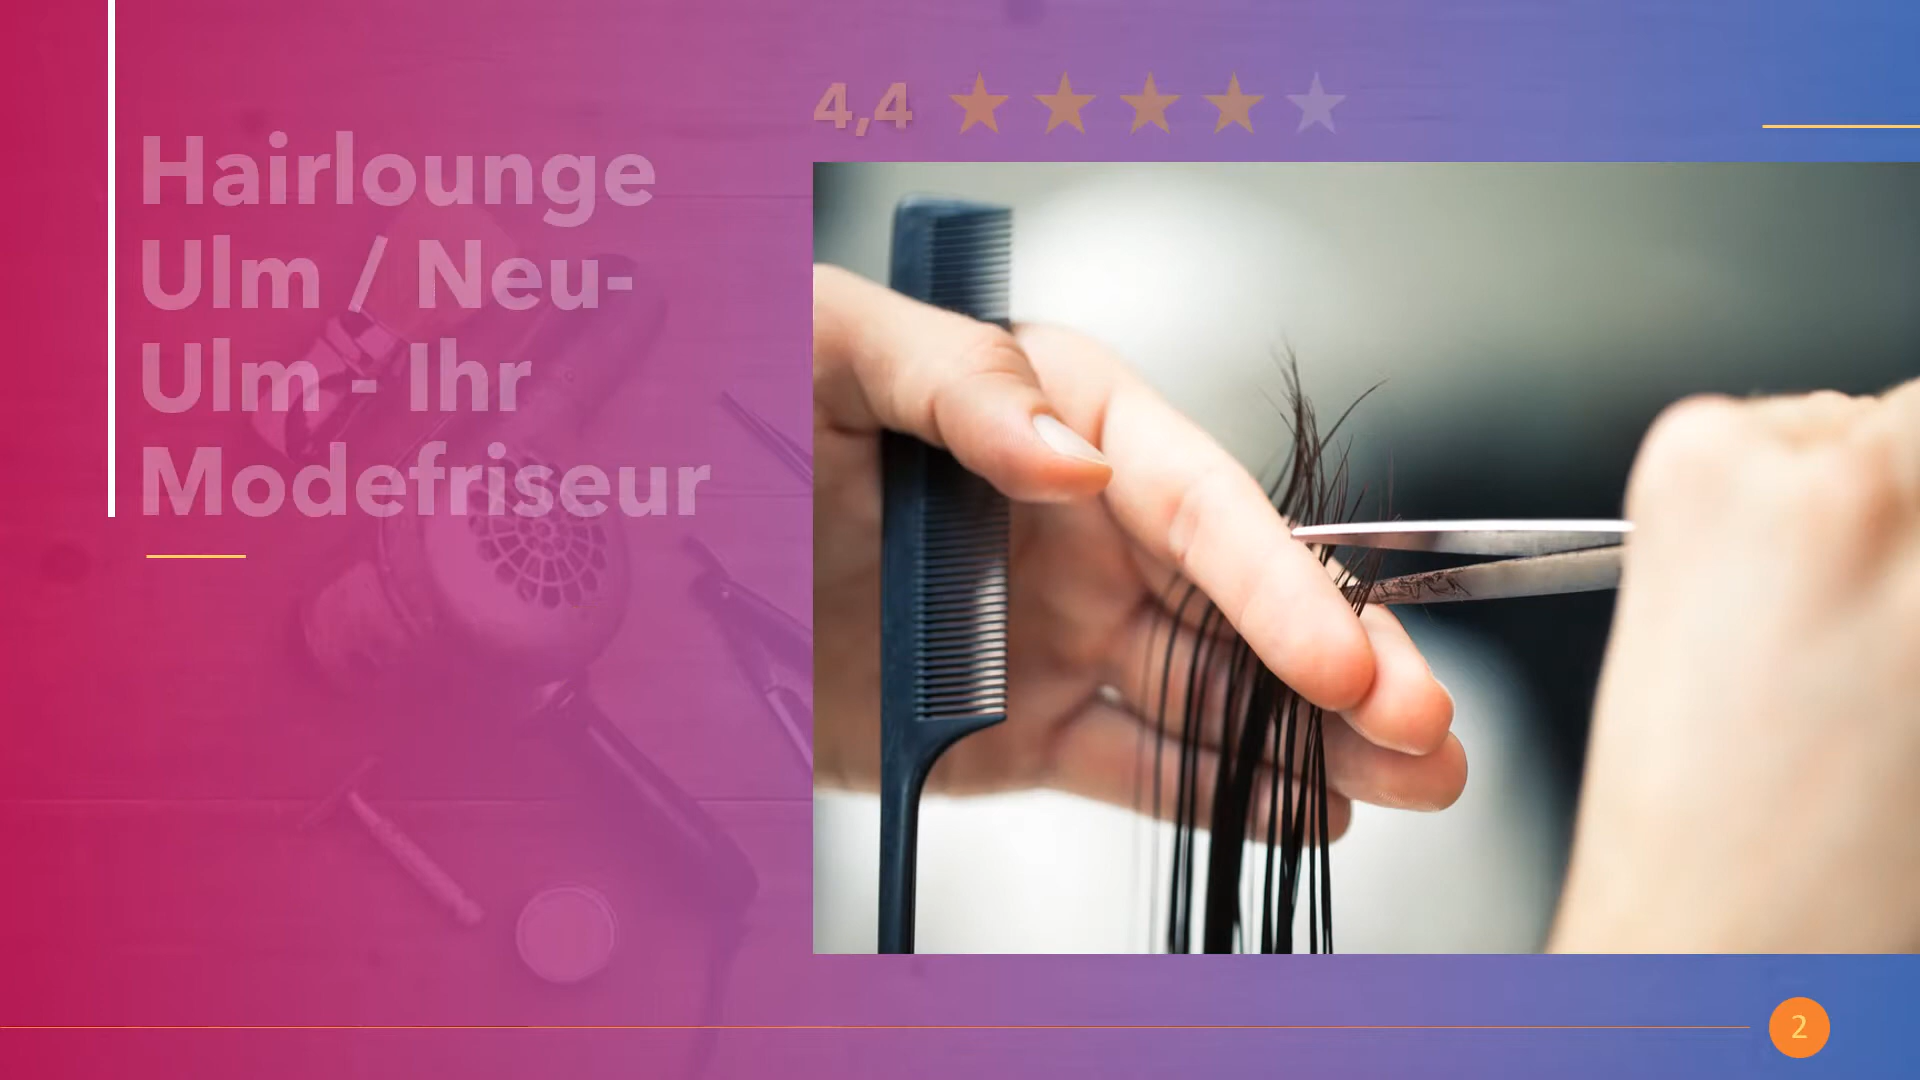 4,4
Hairlounge
Ulm / Neu-
Ulm - Ihr
Modefriseur
2